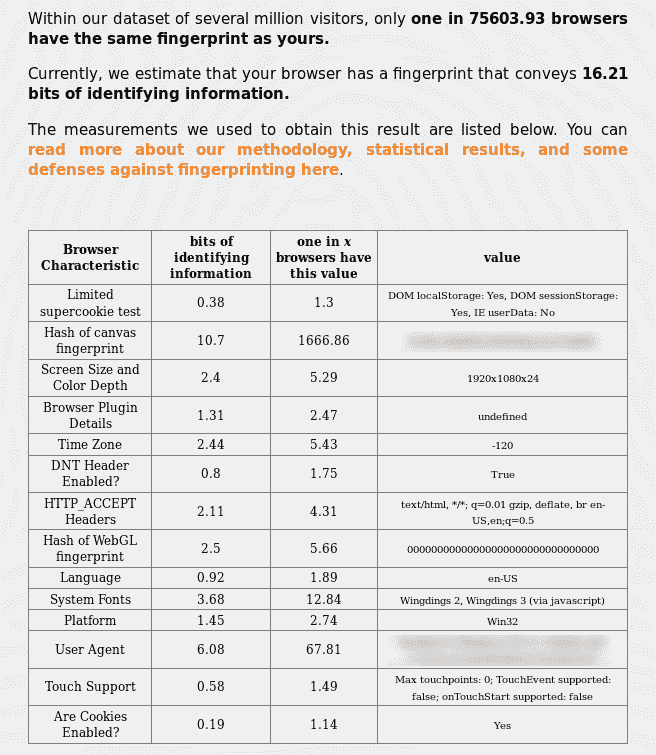 Within our dataset of several million visitors, only one in 75603.93 browsers
have the same fingerprint as yours.
Currently, we estimate that your browser has a fingerprint that conveys 16.21
bits of identifying information.
The measurements we used to obtain this result are listed below. You can
read more about our methodology, statistical results, and some
defenses against fingerprinting here.
Browser
Characteristic
bits of
identifying
information
one in x
browsers have
this value
value
Limited
supercookie test
0.38
1.3
DOM localStorage: Yes, DOM sessionStorage:
Yes, IE userData: No
Hash of canvas
fingerprint
10.7
1666.86
Screen Size and
Color Depth
2.4
5.29
1920x1080x24
Browser Plugin
Details
1.31
2.47
undefined
Time Zone
2.44
5.43
-120
DNT Header
Enabled?
0.8
1.75
True
HTTP_ACCEPT
Headers
2.11
4.31
text/html, */*; q=0.01 gzip, deflate, br en-
US,en;q=0.5
Hash of WebGL
fingerprint
2.5
5.66
00000000000000000000000000000000
Language
0.92
1.89
en-US
System Fonts
3.68
12.84
Wingdings 2, Wingdings 3 (via javascript)
Platform
1.45
2.74
Win32
User Agent
6.08
67.81
Touch Support
0.58
1.49
Max touchpoints: 0; TouchEvent supported:
false; onTouchStart supported: false
Are Cookies
Enabled?
0.19
1.14
Yes